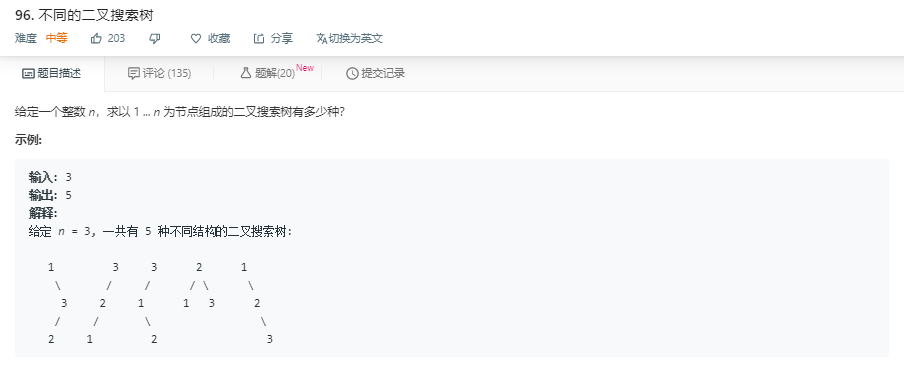 96. 不同的二叉搜索树
难度 中等 203 收藏 分享 切换为英文
题目描述 评论 (135) 题解(20) New 提交记录
给定一个整数 n，求以 1 ... n 为节点组成的二叉搜索树有多少种？
示例:
输入: 3
输出: 5
解释:
给定 n = 3, 一共有 5 种不同结构的二叉搜索树:
   1         3     3      2      1
    \       /     /      / \      \
     3     2     1      1   3      2
    /     /       \                 \
   2     1         2                 3